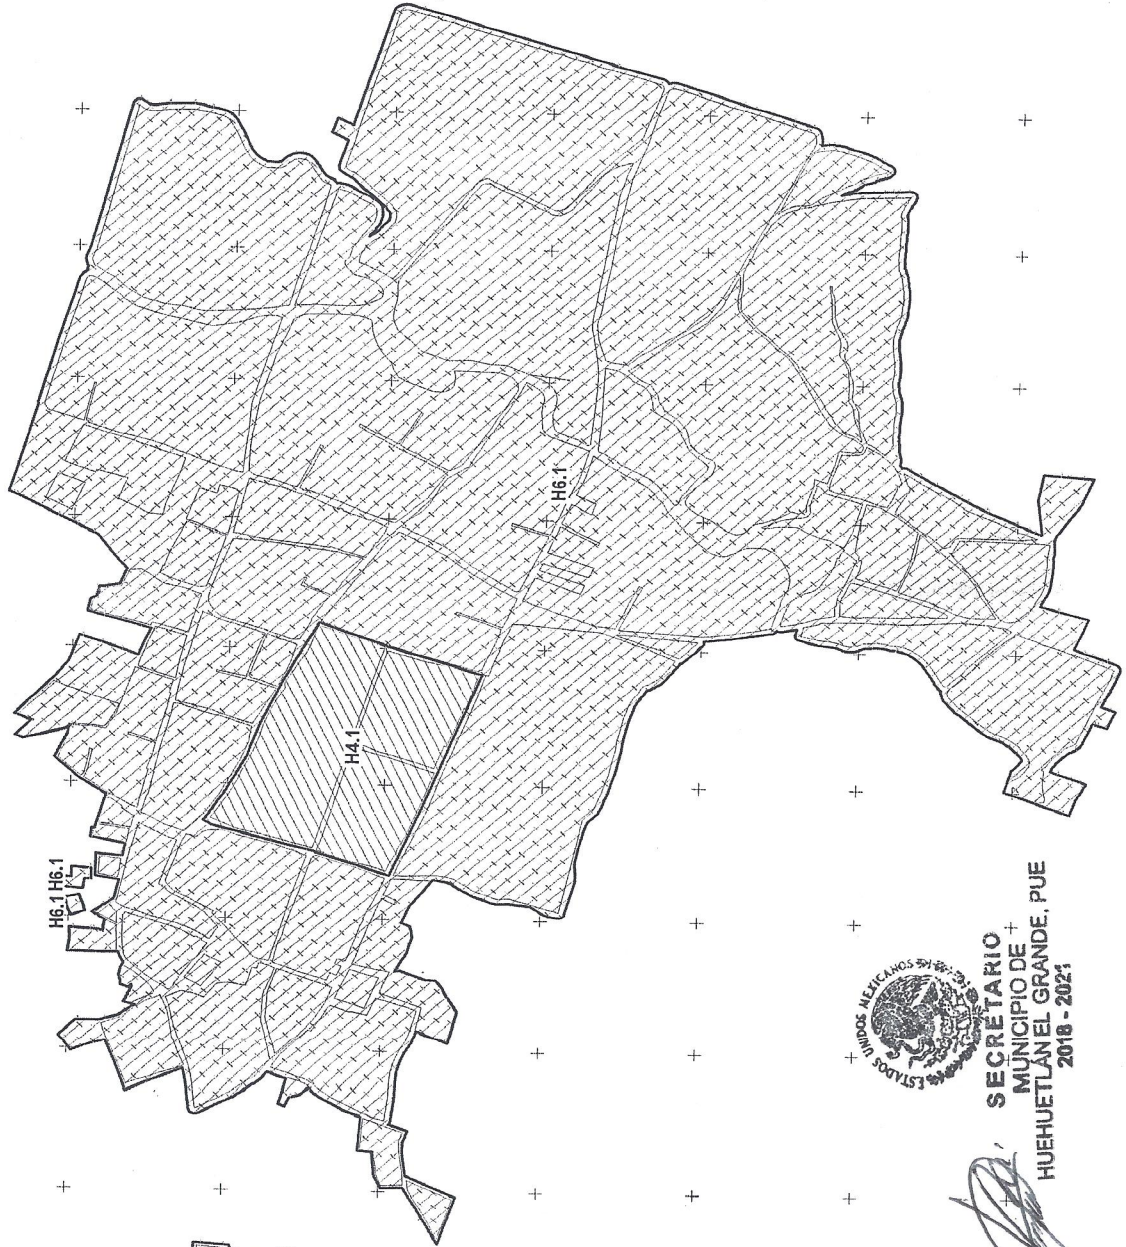 H6.1 H6.1
H4.1
H6.1
ESTADOS UNIDOS MEXICANOS
SECRETARIO
MUNICIPIO DE
HUEHUETLÁN EL GRANDE, PUE
2018 - 2021